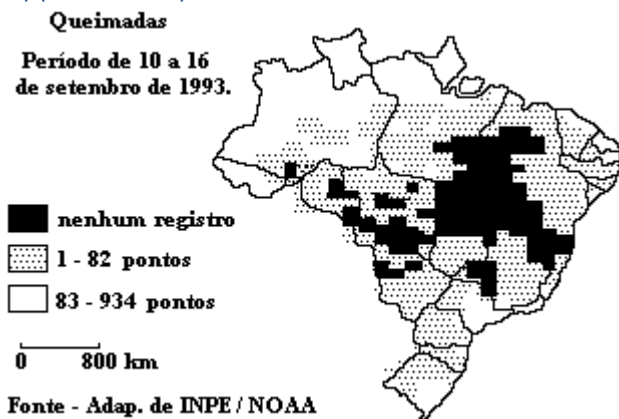 Queimadas
Período de 10 a 16
de setembro de 1993.
nenhum registro
1 - 82 pontos
83 - 934 pontos
0 800 km
Fonte - Adap. de INPE / NOAA